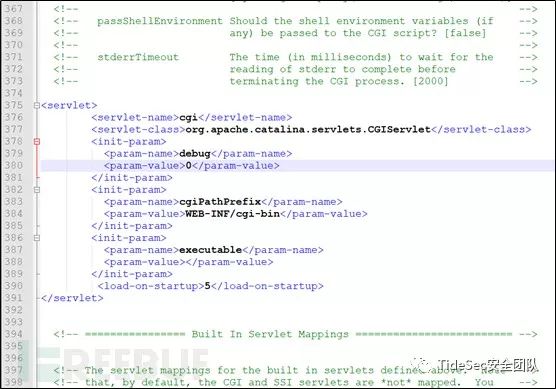 367 <!-- -->
368 <!-- passShellEnvironment Should the shell environment variables (if -->
369 <!-- any) be passed to the CGI script? [false] -->
370 <!-- -->
371 <!-- stderrTimeout The time (in milliseconds) to wait for the -->
372 <!-- reading of stderr to complete before -->
373 <!-- terminating the CGI process. [2000] -->
374
375 <servlet>
376 <servlet-name>cgi</servlet-name>
377 <servlet-class>org.apache.catalina.servlets.CGIServlet</servlet-class>
378 <init-param>
379 <param-name>debug</param-name>
380 <param-value>0</param-value>
381 </init-param>
382 <init-param>
383 <param-name>cgiPathPrefix</param-name>
384 <param-value>WEB-INF/cgi-bin</param-value>
385 </init-param>
386 <init-param>
387 <param-name>executable</param-name>
388 <param-value></param-value>
389 </init-param>
390 <load-on-startup>5</load-on-startup>
391 </servlet>
392
393
394 <!-- ================ Built In Servlet Mappings ========================= -->
395
396
397 <!-- The servlet mappings for the built in servlets defined above. -->
398 <!-- that, by default, the CGI and SSI servlets are *not* mapped. You -->
FREEBUF
TideSec安全团队